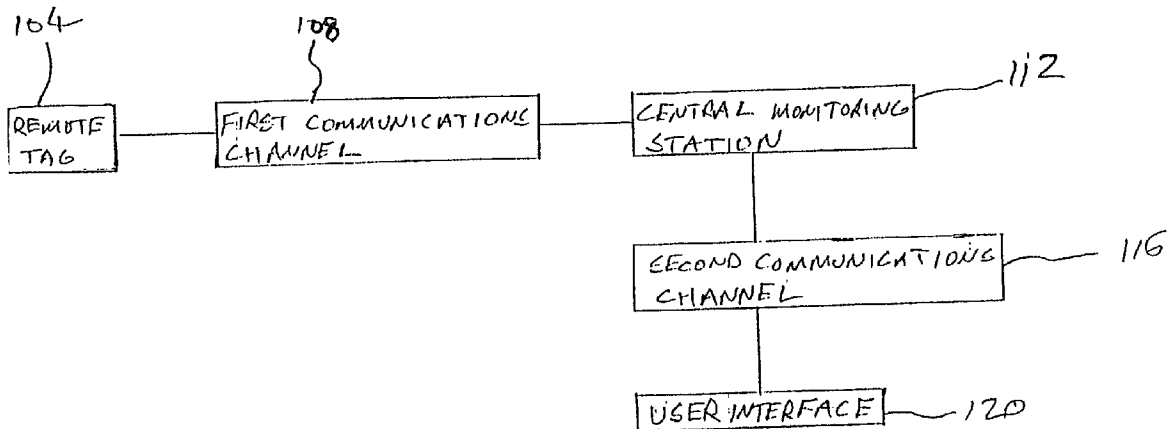 104
108
112
REMOTE
TAG
FIRST COMMUNICATIONS
CHANNEL
CENTRAL MONITORING
STATION
SECOND COMMUNICATIONS
CHANNEL
116
USER INTERFACE
120